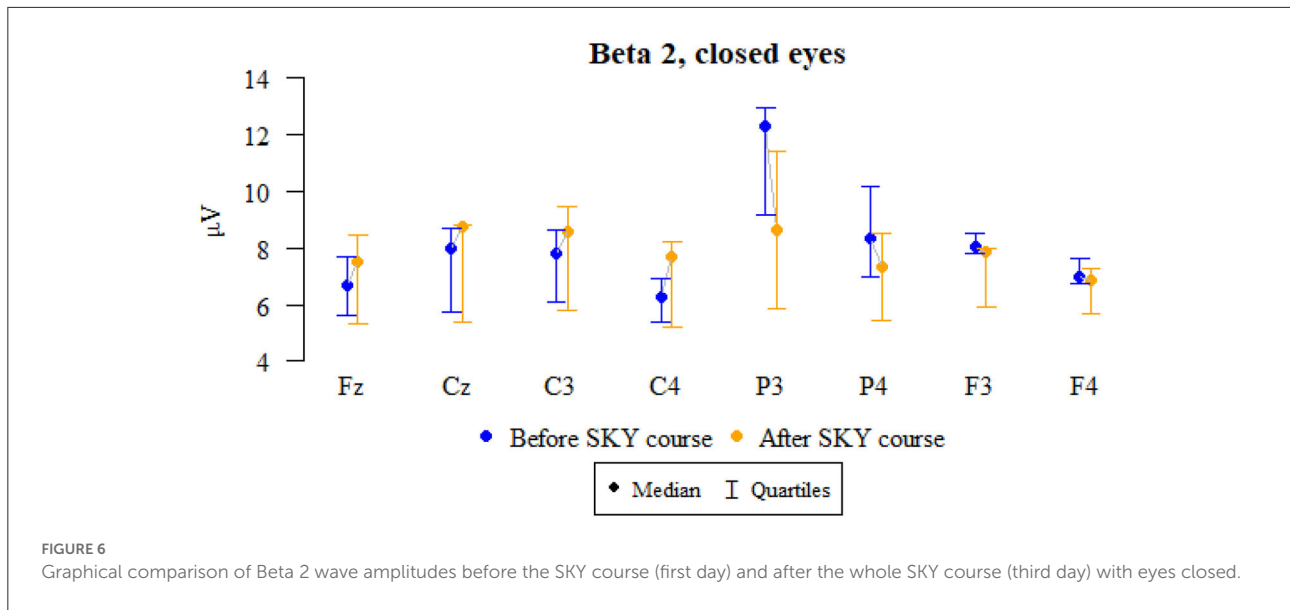 Beta 2, closed eyes
14
12
10
8
6
4
μV
Fz Cz C3 C4 P3 P4 F3 F4
Before SKY course After SKY course
Median Quartiles
FIGURE 6
Graphical comparison of Beta 2 wave amplitudes before the SKY course (first day) and after the whole SKY course (third day) with eyes closed.